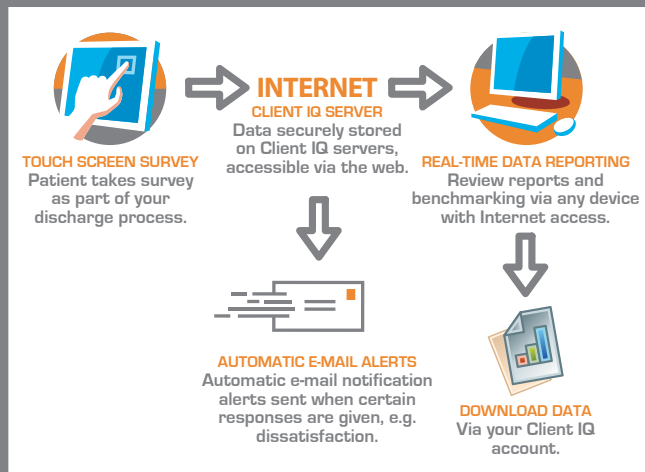 TOUCH SCREEN SURVEY
Patient takes survey
as part of your
discharge process.
INTERNET
CLIENT IQ SERVER
Data securely stored
on Client IQ servers,
accessible via the web.
REAL-TIME DATA REPORTING
Review reports and
benchmarking via any device
with Internet access.
AUTOMATIC E-MAIL ALERTS
Automatic e-mail notification
alerts sent when certain
responses are given, e.g.
dissatisfaction.
DOWNLOAD DATA
Via your Client IQ
account.